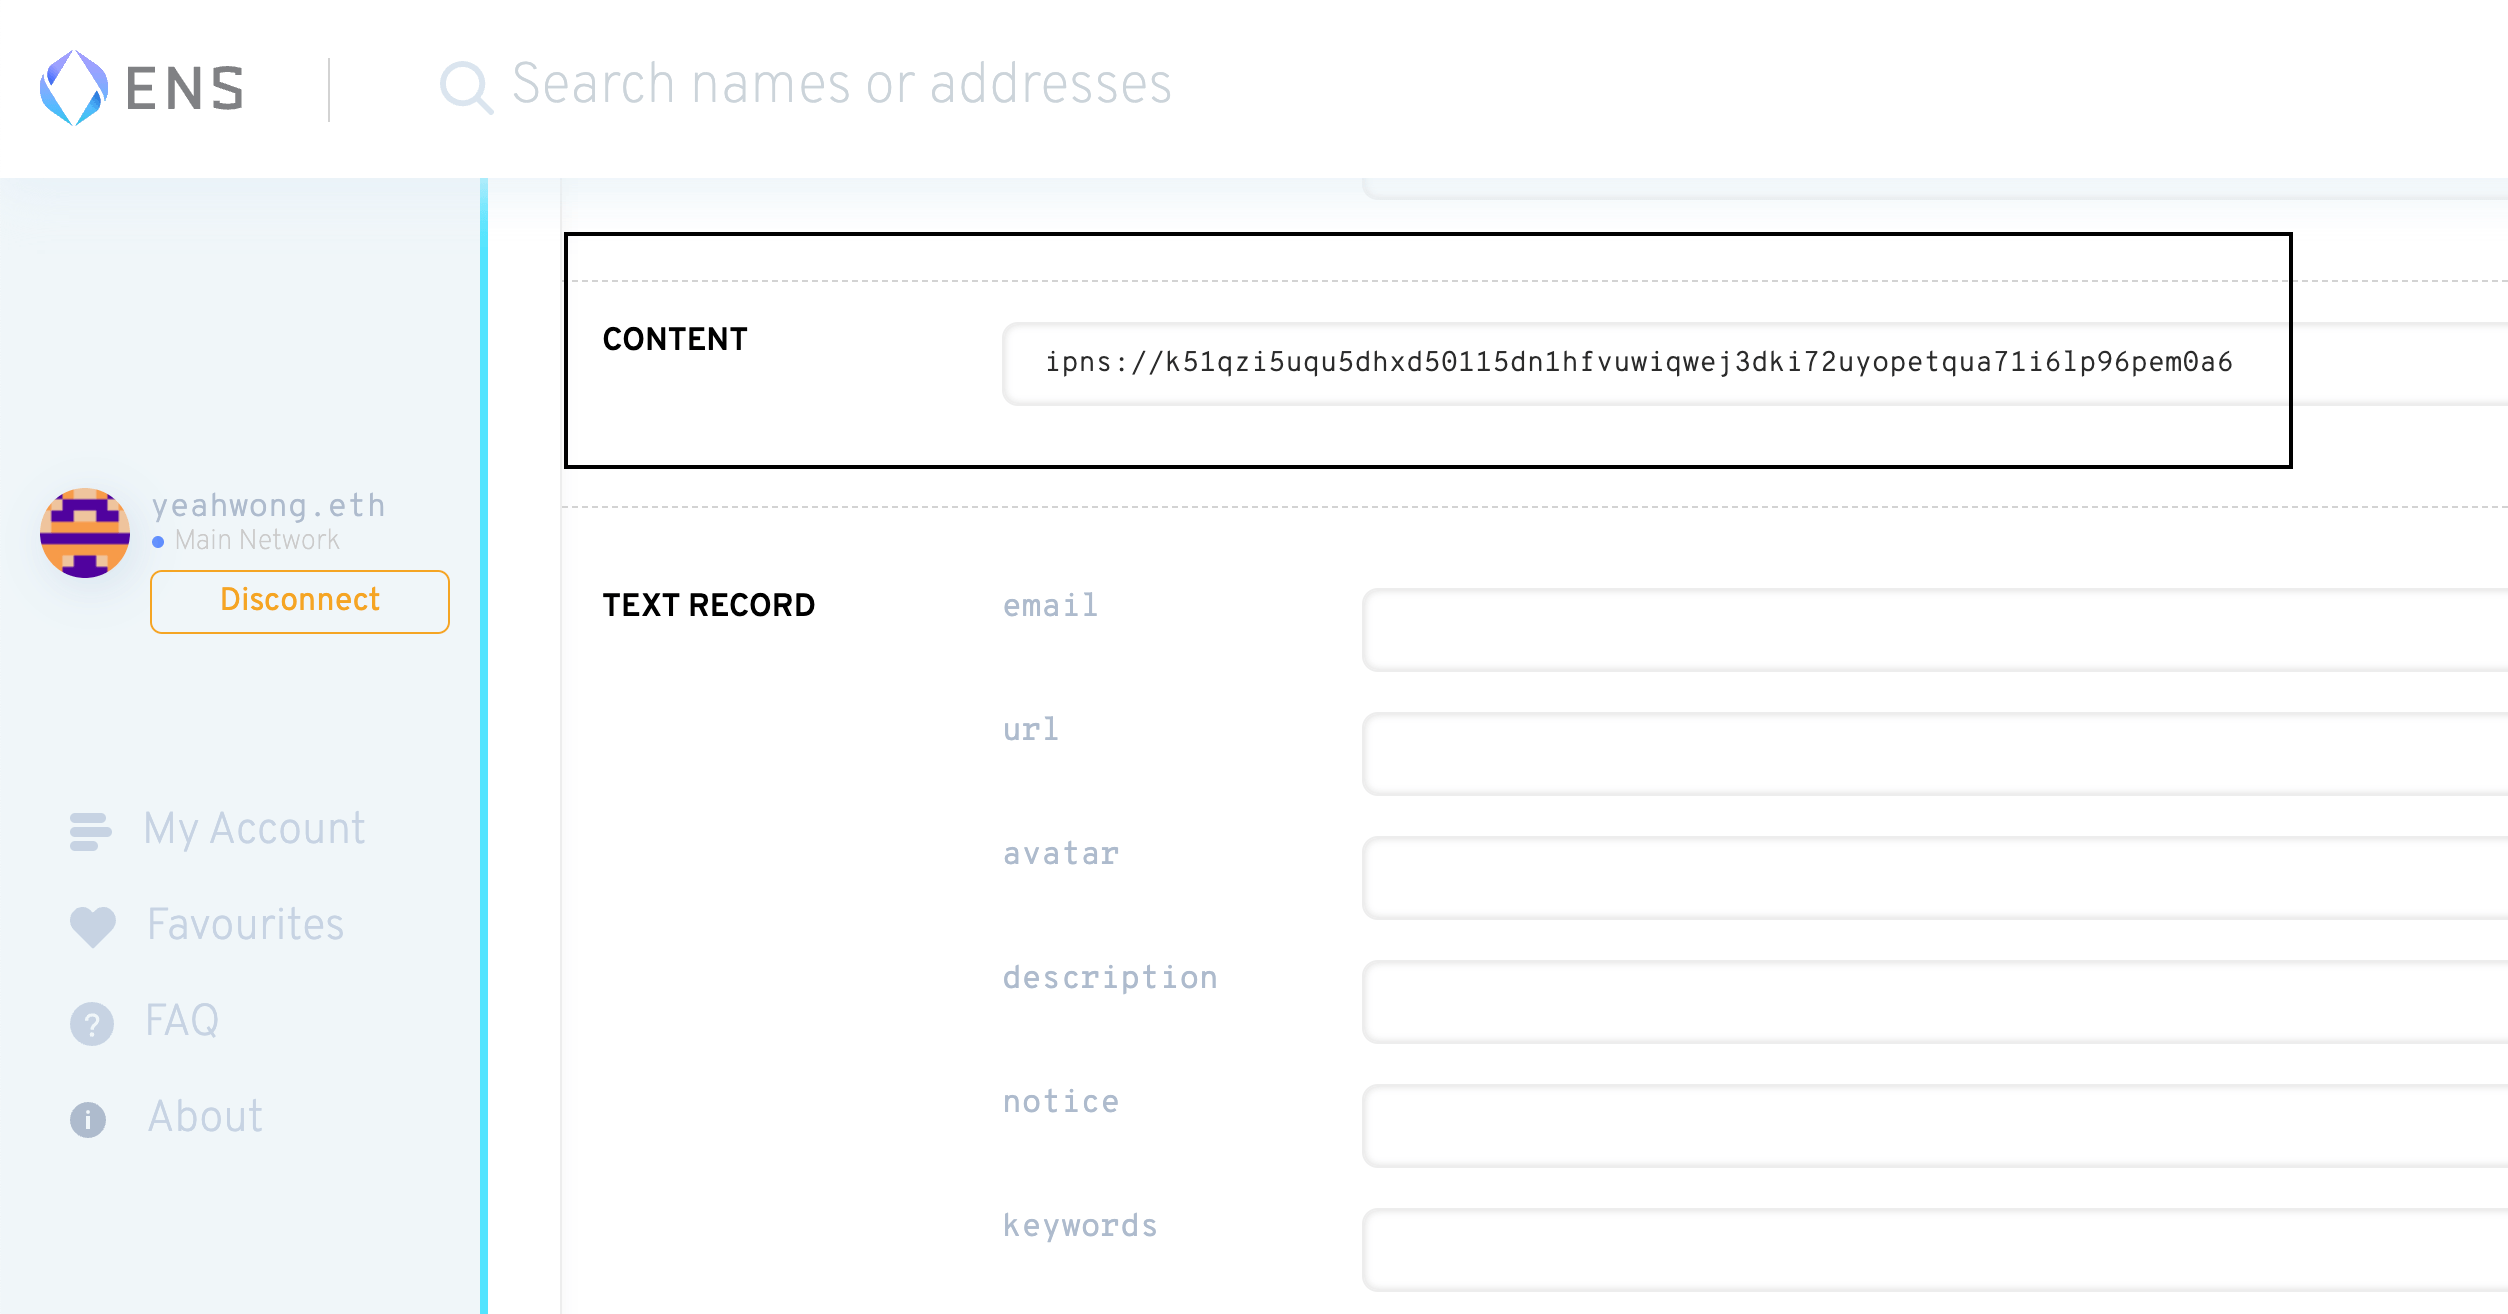 ENS
Search names or addresses
CONTENT
ipns://k51qzi5uqu5dhxd50115dn1hfvuwiqwej3dki72uyopetqua71i6lp96pem0a6
yeahwong.eth
Main Network
Disconnect
TEXT RECORD
email
url
avatar
description
notice
keywords
My Account
Favourites
FAQ
About